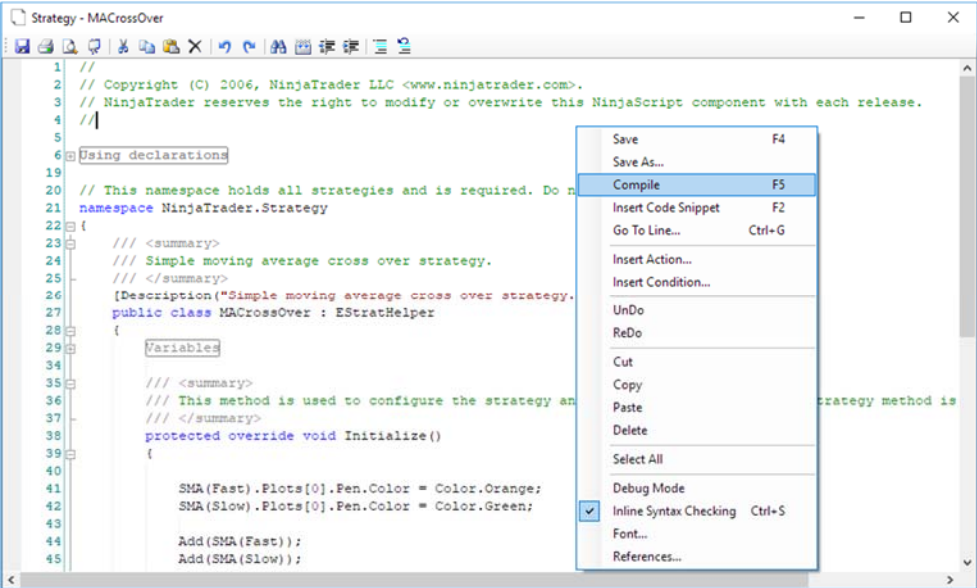 Strategy - MACrossOver
1 //
2 // Copyright (C) 2006, NinjaTrader LLC <www.ninjatrader.com>.
3 // NinjaTrader reserves the right to modify or overwrite this NinjaScript component with each release.
4 //
5
6 Using declarations
19
20 // This namespace holds all strategies and is required. Do n
21 namespace NinjaTrader.Strategy
22 {
23 /// <summary>
24 /// Simple moving average cross over strategy.
25 /// </summary>
26 [Description("Simple moving average cross over strategy.
27 public class MACrossOver : EStratHelper
28 {
29 Variables
34
35 /// <summary>
36 /// This method is used to configure the strategy an trategy method is
37 /// </summary>
38 protected override void Initialize()
39 {
40
41 SMA(Fast).Plots[0].Pen.Color = Color.Orange;
42 SMA(Slow).Plots[0].Pen.Color = Color.Green;
43
44 Add(SMA(Fast));
45 Add(SMA(Slow));
Save F4
Save As...
Compile F5
Insert Code Snippet F2
Go To Line... Ctrl+G
Insert Action...
Insert Condition...
UnDo
ReDo
Cut
Copy
Paste
Delete
Select All
Debug Mode
Inline Syntax Checking Ctrl+S
Font...
References...